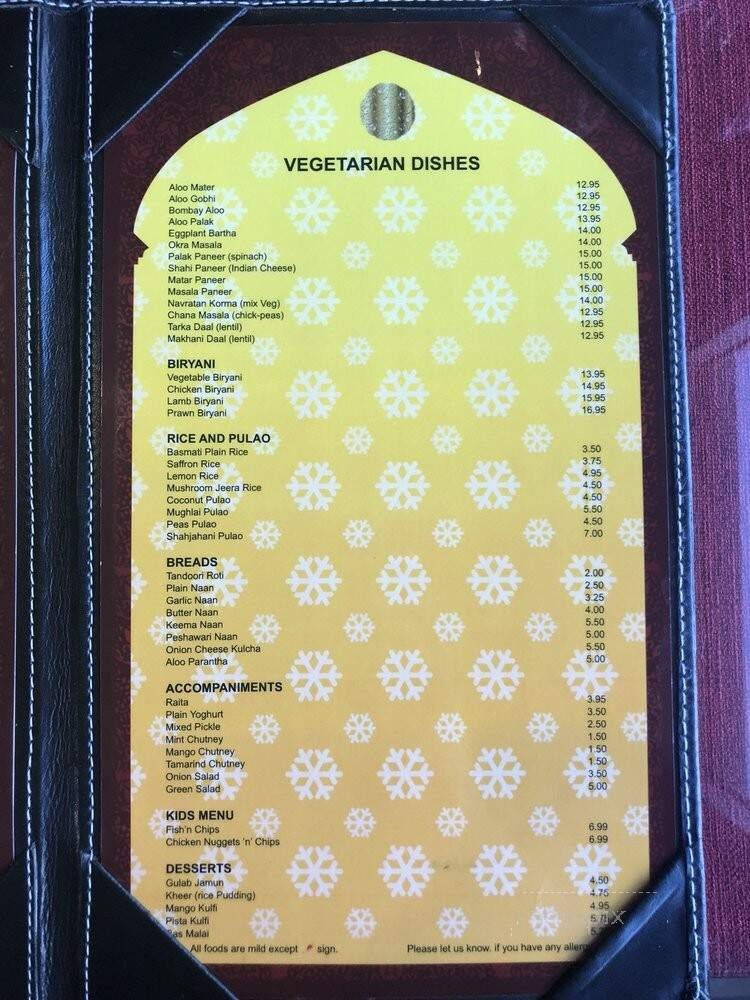 VEGETARIAN DISHES
Aloo Mater 12.95
Aloo Gobhi 12.95
Bombay Aloo 12.95
Aloo Palak 13.95
Eggplant Bartha 14.00
Okra Masala 14.00
Palak Paneer (spinach) 15.00
Shahi Paneer (Indian Cheese) 15.00
Matar Paneer 15.00
Masala Paneer 15.00
Navratan Korma (mix Veg) 14.00
Chana Masala (chick-peas) 12.95
Tarka Daal (lentil) 12.95
Makhani Daal (lentil) 12.95
BIRYANI
Vegetable Biryani 13.95
Chicken Biryani 14.95
Lamb Biryani 15.95
Prawn Biryani 16.95
RICE AND PULAO
Basmati Plain Rice 3.50
Saffron Rice 3.75
Lemon Rice 4.95
Mushroom Jeera Rice 4.50
Coconut Pulao 4.50
Mughlai Pulao 5.50
Peas Pulao 4.50
Shahjahani Pulao 7.00
BREADS
Tandoori Roti 2.00
Plain Naan 2.50
Garlic Naan 3.25
Butter Naan 4.00
Keema Naan 5.50
Peshawari Naan 5.00
Onion Cheese Kulcha 5.50
Aloo Parantha 5.00
ACCOMPANIMENTS
Raita 3.95
Plain Yoghurt 3.50
Mixed Pickle 2.50
Mint Chutney 1.50
Mango Chutney 1.50
Tamarind Chutney 1.50
Onion Salad 3.50
Green Salad 5.00
KIDS MENU
Fish'n Chips 6.99
Chicken Nuggets 'n' Chips 6.99
DESSERTS
Gulab Jamun 4.50
Kheer (rice Pudding) 4.75
Mango Kulfi 4.95
Pista Kulfi
Malai
All foods are mild except sign. Please let us know. if you have any